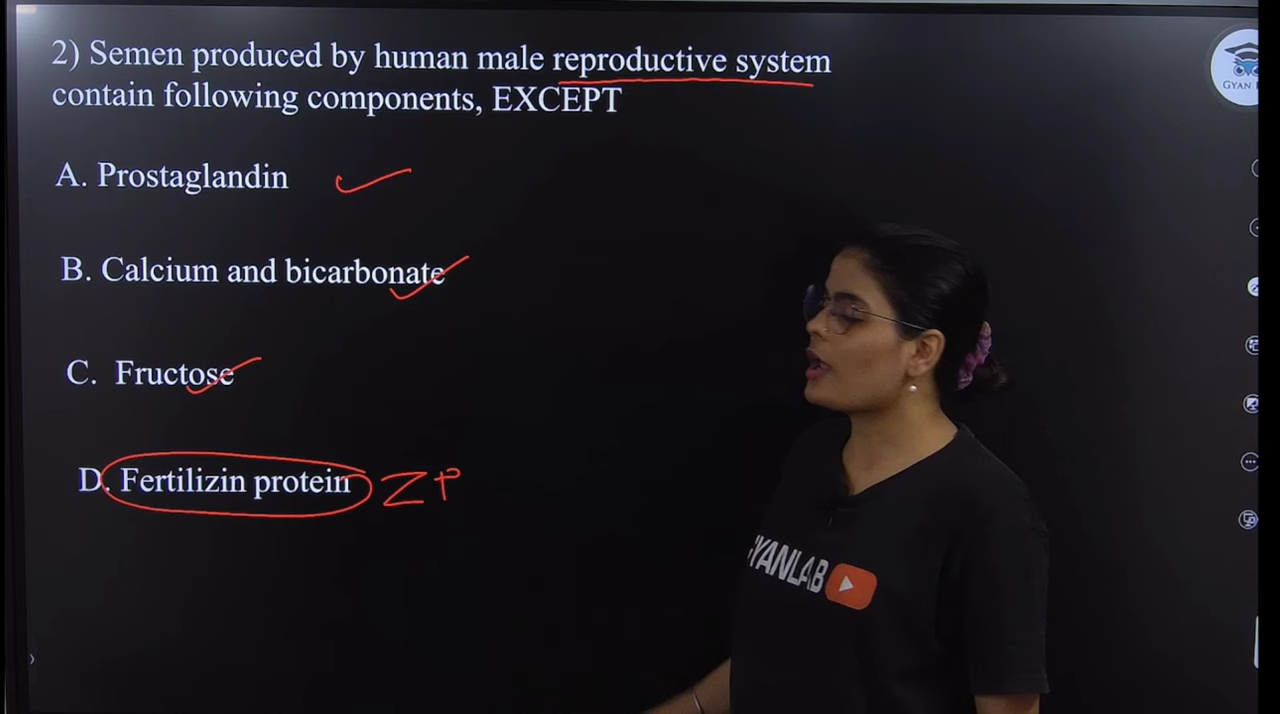 2) Semen produced by human male reproductive system
contain following components, EXCEPT
A. Prostaglandin
B. Calcium and bicarbonate
C. Fructose
D. Fertilizin protein ZP
GYAN
GYANLAB